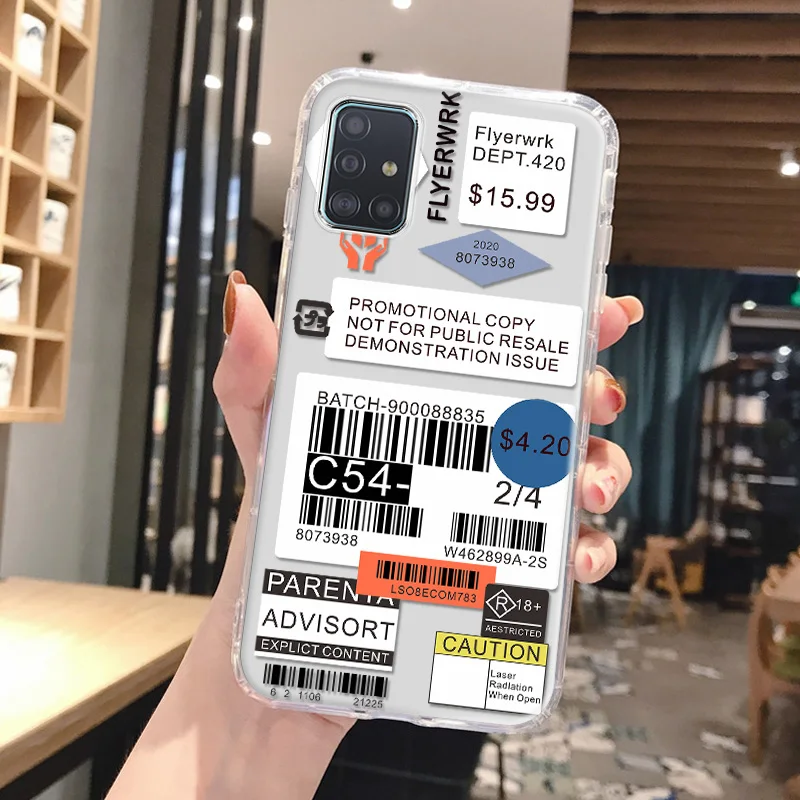 FLYERWRK
Flyerwrk
DEPT.420
$15.99
2020
8073938
PROMOTIONAL COPY
NOT FOR PUBLIC RESALE
DEMONSTRATION ISSUE
BATCH-900088835
$4.20
C54-
2/4
8073938
W462899A-2S
LSO8ECOM783
PARENTA
ADVISORT
EXPLICT CONTENT
6 2 1106 21225
R 18+
AESTRICTED
CAUTION
Laser
Radlation
When Open